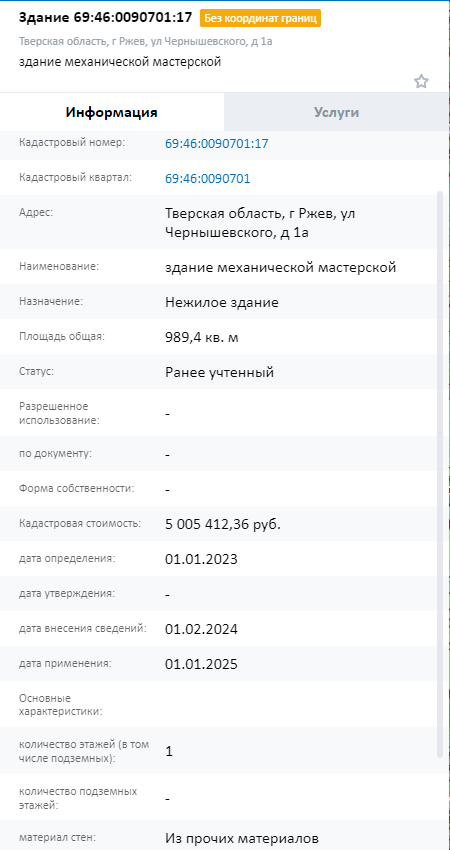 Здание 69:46:0090701:17 Без координат границ
Тверская область, г Ржев, ул Чернышевского, д 1а
здание механической мастерской
Информация Услуги
Кадастровый номер: 69:46:0090701:17
Кадастровый квартал: 69:46:0090701
Адрес: Тверская область, г Ржев, ул
Чернышевского, д 1а
Наименование: здание механической мастерской
Назначение: Нежилое здание
Площадь общая: 989,4 кв. м
Статус: Ранее учтенный
Разрешенное
использование: -
по документу: -
Форма собственности: -
Кадастровая стоимость: 5 005 412,36 руб.
дата определения: 01.01.2023
дата утверждения: -
дата внесения сведений: 01.02.2024
дата применения: 01.01.2025
Основные
характеристики:
количество этажей (в том
числе подземных): 1
количество подземных
этажей: -
материал стен: Из прочих материалов